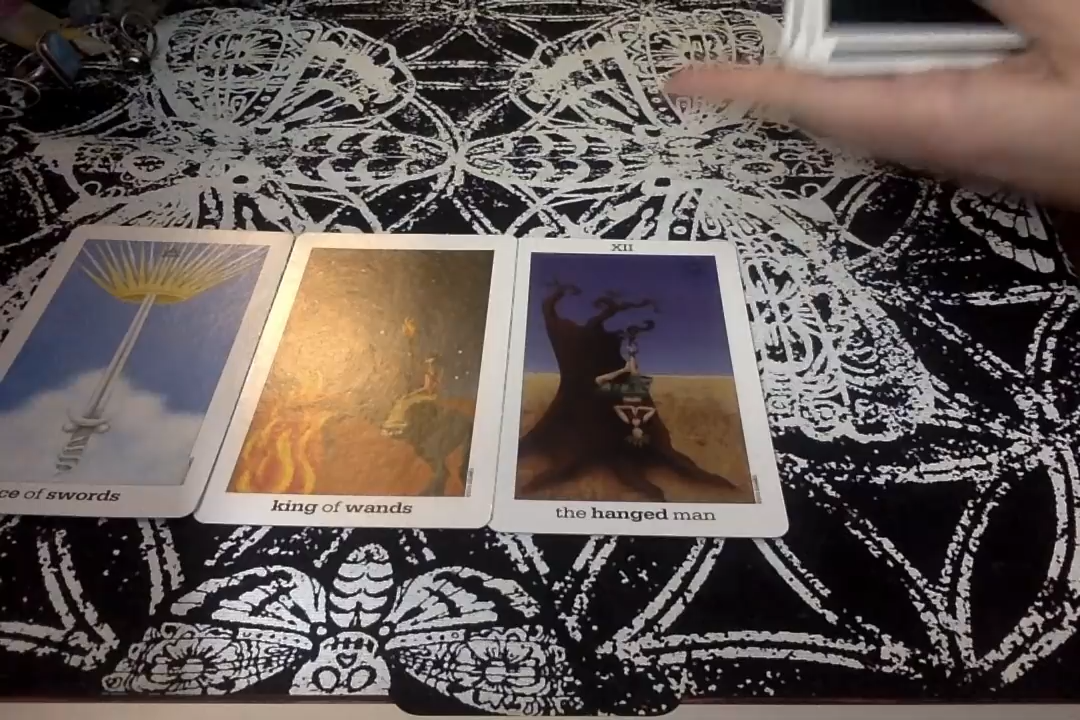 XII
ce of swords
king of wands
the hanged man